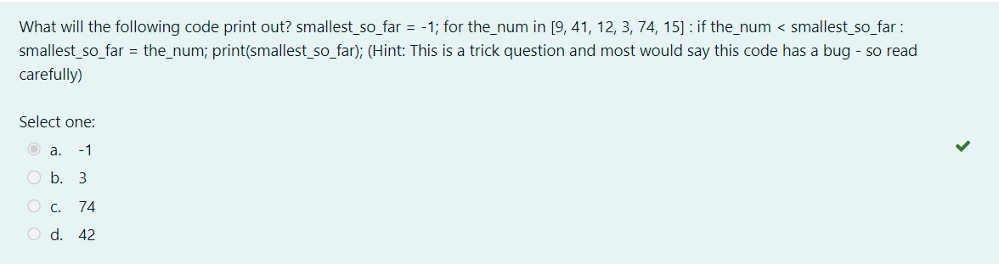 What will the following code print out? smallest_so_far = -1; for the_num in [9, 41, 12, 3, 74, 15] : if the_num < smallest_so_far :
smallest_so_far = the_num; print(smallest_so_far); (Hint: This is a trick question and most would say this code has a bug - so read
carefully)
Select one:
a. -1
b. 3
c. 74
d. 42